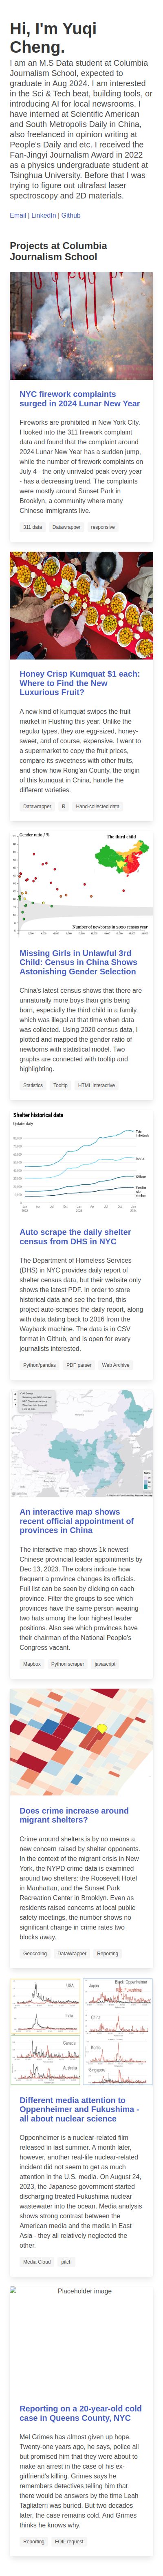 Hi, I'm Yuqi
Cheng.
I am an M.S Data student at Columbia
Journalism School, expected to
graduate in Aug 2024. I am interested
in the Sci & Tech beat, building tools, or
introducing AI for local newsrooms. I
have interned at Scientific American
and South Metropolis Daily in China,
also freelanced in opinion writing at
People's Daily and etc. I received the
Fan-Jingyi Journalism Award in 2022
as a physics undergraduate student at
Tsinghua University. Before that I was
trying to figure out ultrafast laser
spectroscopy and 2D materials.
Email | LinkedIn | Github
Projects at Columbia
Journalism School
NYC firework complaints
surged in 2024 Lunar New Year
Fireworks are prohibited in New York City.
I looked into the 311 firework complaint
data and found that the complaint around
2024 Lunar New Year has a sudden jump,
while the number of firework complaints on
July 4 - the only unrivaled peak every year
- has a decreasing trend. The complaints
were mostly around Sunset Park in
Brooklyn, a community where many
Chinese immigrants live.
311 data
Datawrapper
responsive
Honey Crisp Kumquat $1 each:
Where to Find the New
Luxurious Fruit?
A new kind of kumquat swipes the fruit
market in Flushing this year. Unlike the
regular types, they are egg-sized, honey-
sweet, and of course, expensive. I went to
a supermarket to copy the fruit prices,
compare its sweetness with other fruits,
and show how Rong'an County, the origin
of this kumquat in China, handle the
different varieties.
Datawrapper
R
Hand-collected data
Gender ratio / %
The third child
Number of newborns in 2020 census year
Missing Girls in Unlawful 3rd
Child: Census in China Shows
Astonishing Gender Selection
China's latest census shows that there are
unnaturally more boys than girls being
born, especially the third child in a family,
which was illegal at that time when data
was collected. Using 2020 census data, I
plotted and mapped the gender ratio of
newborns with statistical model. Two
graphs are connected with tooltip and
highlighting.
Statistics
Tooltip
HTML interactive
Shelter historical data
Total Individuals
Adults
Children
Families with children
Auto scrape the daily shelter
census from DHS in NYC
The Department of Homeless Services
(DHS) in NYC provides daily report of
shelter consensus data, but their website only
shows the latest PDF. In order to store
historical data and see the trend, this
project auto-scrapes the daily report, along
with data dating back to 2016 from the
Wayback machine. The data is in CSV
format in Github, and is open for every
journalists interested.
Python/pandas
PDF parser
Web Archive
An interactive map shows
recent official appointment of
provinces in China
The interactive map shows 1k newest
Chinese provincial leader appointments by
Dec 13, 2023. The colors indicate how
frequent a province changes its officials.
Full list can be seen by clicking on each
province. Filter the groups to see which
provinces have the same person wearing
two hats among the four highest leader
positions. Also see which provinces have
their chairman of the National People's
Congress vacant.
Mapbox
Python scraper
javascript
Does crime increase around
migrant shelters?
Crime around shelters is by no means a
new concern raised by shelter opponents.
In the context of migrant crisis in New
York, the NYPD crime data is examined
around two shelters: the Roosevelt Hotel
in Manhattan, and the Sunset Park
Recreation Center in Brooklyn. Even as
residents raised concerns at local public
safety meetings, the number shows no
significant change in crime rates two
blocks away.
Geocoding
DataWrapper
Reporting
USA
India
Canada
Australia
Japan
China
Korea
Taiwan
Black: Oppenheimer
Red: Fukushima
Different media attention to
Oppenheimer and Fukushima -
all about nuclear science
Oppenheimer is a nuclear-related film
released in last summer. A month later,
however, another real-life nuclear-related
incident did not seem to get as much
attention in the U.S. media. On August 24,
2023, the Japanese government started
discharging treated Fukushima nuclear
wastewater into the ocean. Media analysis
shows strong contrast between the
American media and the media in East
Asia - they all relatively neglected the
other.
Media Cloud
pitch
Placeholder image
Reporting on a 20-year-old cold
case in Queens County, NYC
Mel Grimes has almost given up hope.
Twenty-one years ago, he says, police all
but promised him that they were about to
make an arrest in the case of his ex-
girlfriend's killing. Grimes says he
remembers detectives telling him that
there would be answers by the time Leah
Tagliaferri was buried. But two decades
later, the case remains cold. And Grimes
thinks he knows why.
Reporting
FOIL request